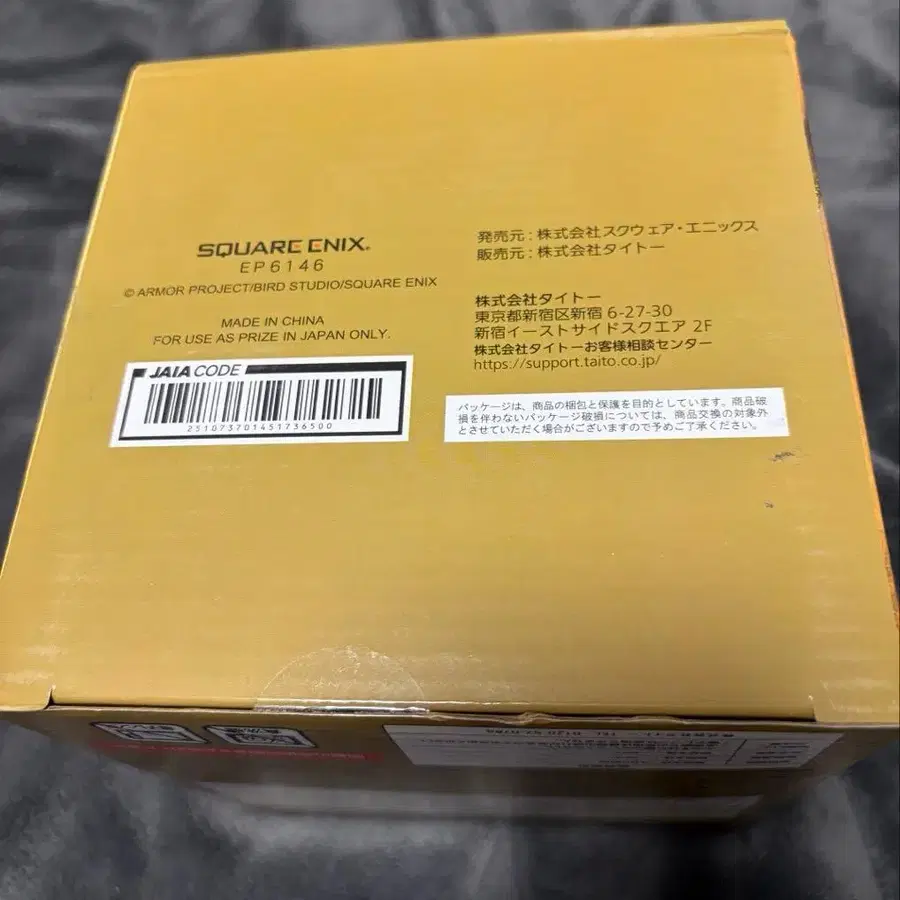 SQUARE ENIX.
EP6146
© ARMOR PROJECT/BIRD STUDIO/SQUARE ENIX
MADE IN CHINA
FOR USE AS PRIZE IN JAPAN ONLY.
JAIA CODE
251073701451736500
発売元:株式会社スクウェア・エニックス
販売元:株式会社タイトー
株式会社タイトー
東京都新宿区新宿 6-27-30
新宿イーストサイドスクエア 2F
株式会社タイトーお客様相談センター
https://support.taito.co.jp/
パッケージは、商品の梱包と保護を目的としています。商品破
損を伴わないパッケージ破損については、商品交換の対象外
とさせていただく場合がございますので予めご了承ください。